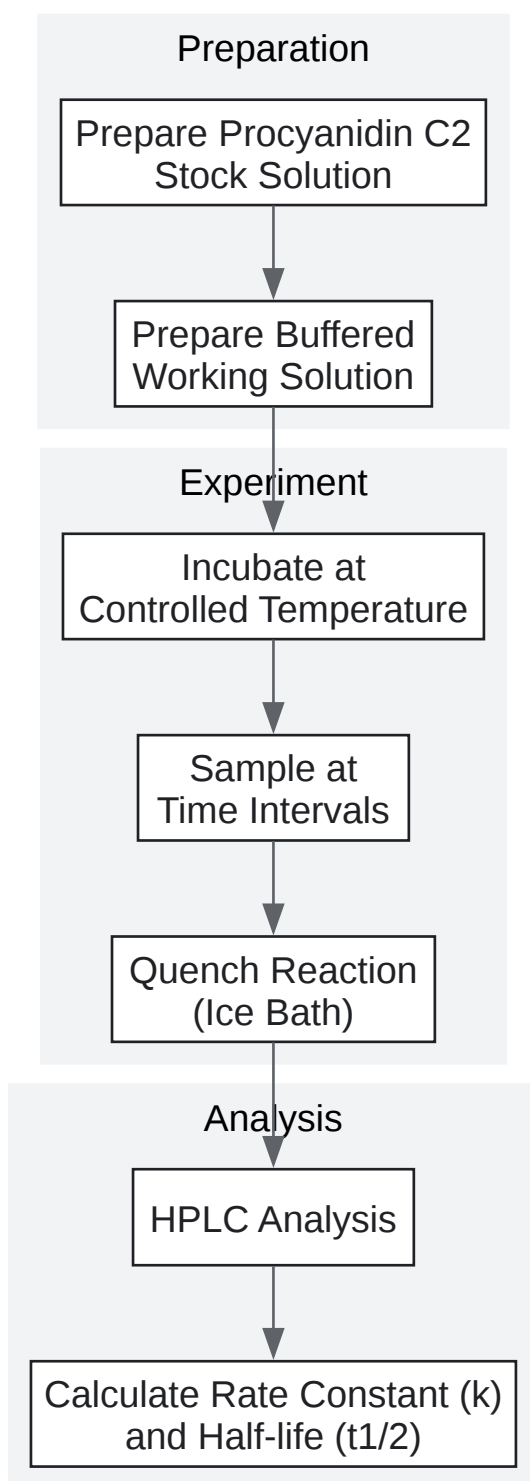 Preparation
Prepare Procyanidin C2
Stock Solution
Prepare Buffered
Working Solution
Experiment
Incubate at
Controlled Temperature
Sample at
Time Intervals
Quench Reaction
(Ice Bath)
Analysis
HPLC Analysis
Calculate Rate Constant (k)
and Half-life (t1/2)